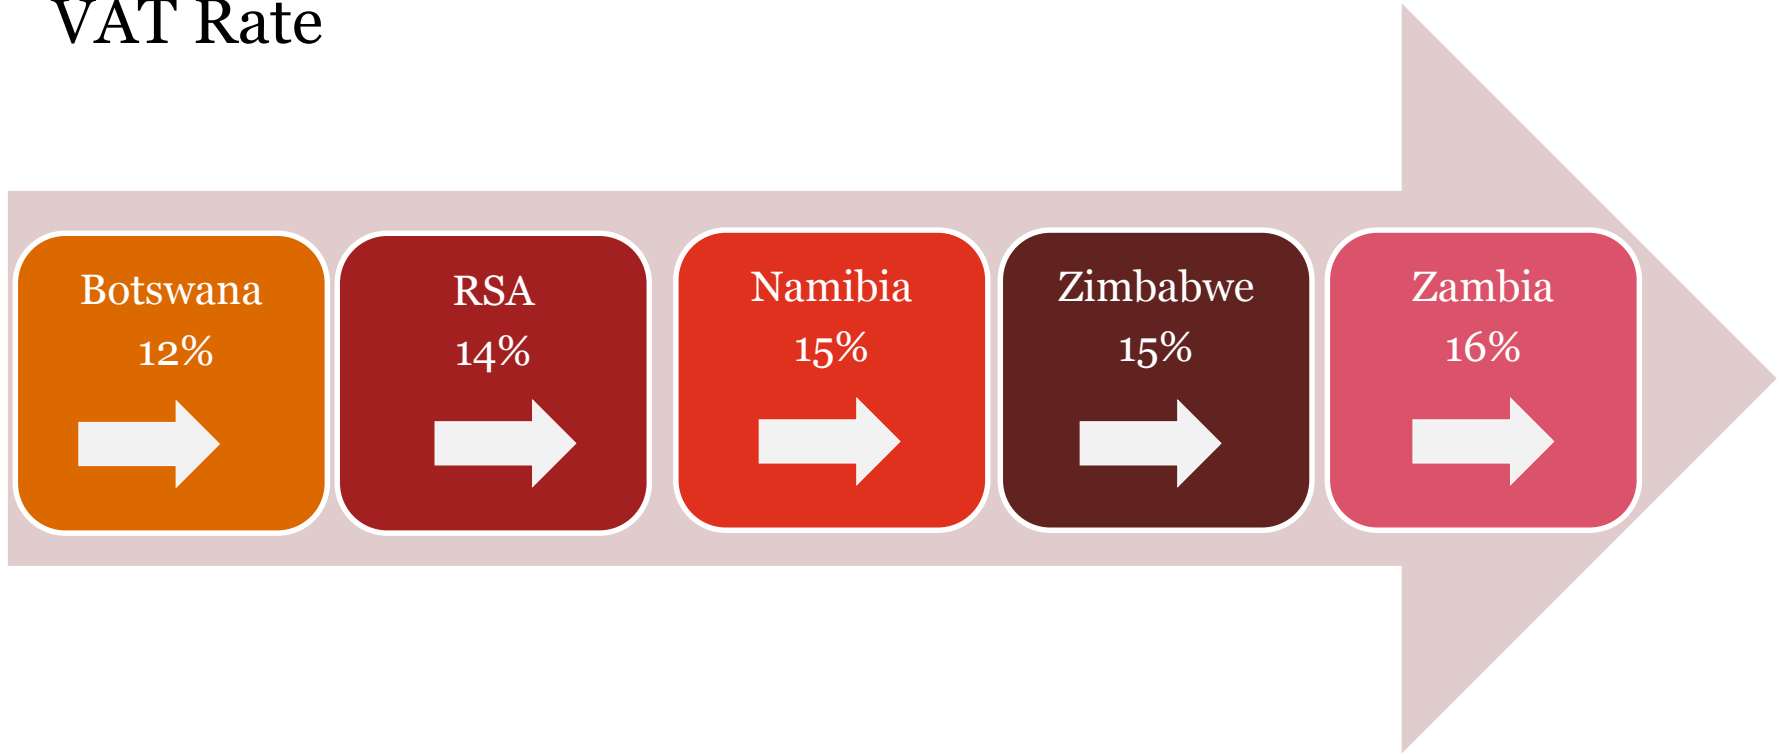 VAT Rate
Botswana
12%
RSA
14%
Namibia
15%
Zimbabwe
15%
Zambia
16%